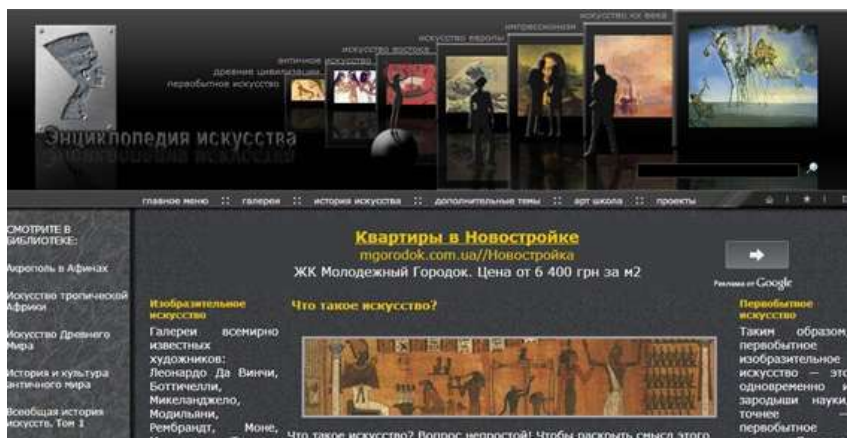 искусство XX века
импрессионизм
искусство европы
искусство востока
античное искусство
древние цивилизации
первобытное искусство
Энциклопедия искусства
главное меню :: галереи :: история искусства :: дополнительные темы :: арт школа :: проекты
СМОТРИТЕ В
БИБЛИОТЕКЕ:
Акрополь в Афинах
Искусство тропической
Африки
Искусство Древнего
Мира
История и культура
античного мира
Всеобщая история
искусств. Том 1
Квартиры в Новостройке
mgorodok.com.ua//Новостройка
ЖК Молодежный Городок. Цена от 6 400 грн за м2
Реклама от Google
Изобразительное
искусство
Галереи всемирно
известных
художников:
Леонардо Да Винчи,
Боттичелли,
Микеланджело,
Модильяни,
Рембрандт, Моне,
Что такое искусство?
Что такое искусство? Вопрос непростой! Чтобы раскрыть смысл этого
Первобытное
искусство
Таким образом,
первобытное
изобразительное
искусство — это
одновременно и
зародыши науки,
точнее —
первобытное